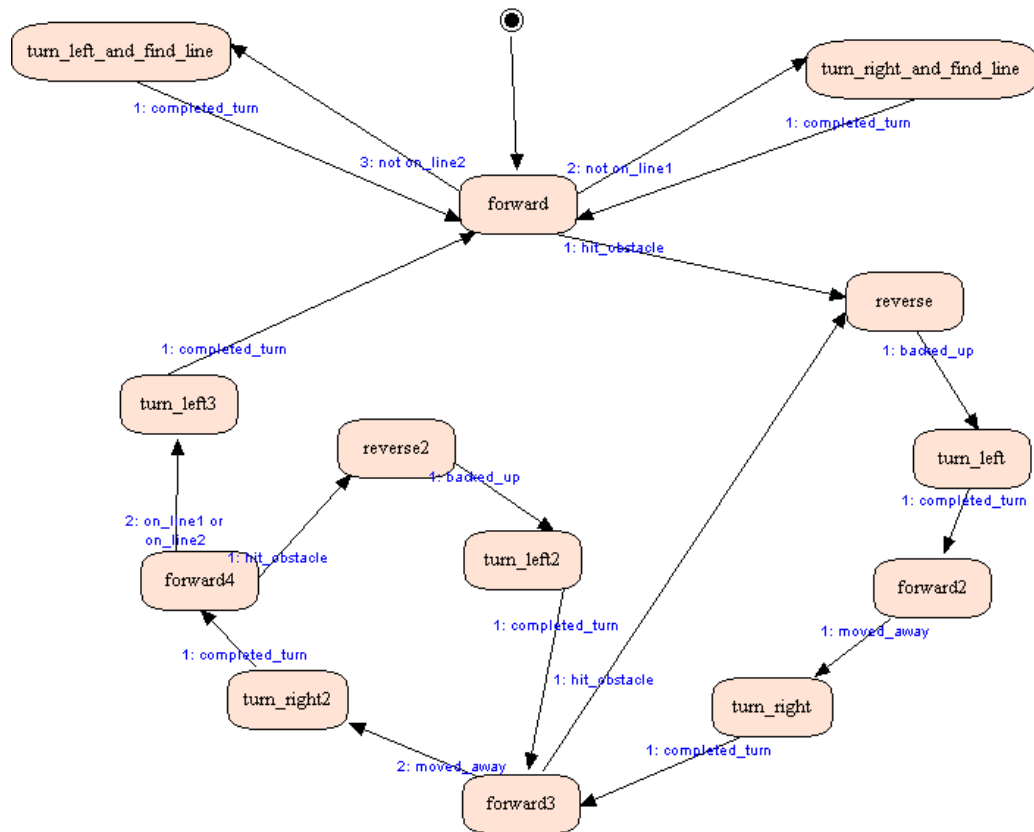 turn_left_and_find_line
turn_right_and_find_line
1: completed_turn
1: completed_turn
3: not on_line2
2: not on_line1
forward
1: hit_obstacle
reverse
1: completed_turn
1: backed_up
turn_left3
reverse2
turn_left
1: backed_up
1: completed_turn
2: on_line1 or
on_line2
1: hit_obstacle
turn_left2
forward4
forward2
1: completed_turn
1: moved_away
1: completed_turn
1: hit_obstacle
turn_right2
turn_right
1: completed_turn
2: moved_away
forward3